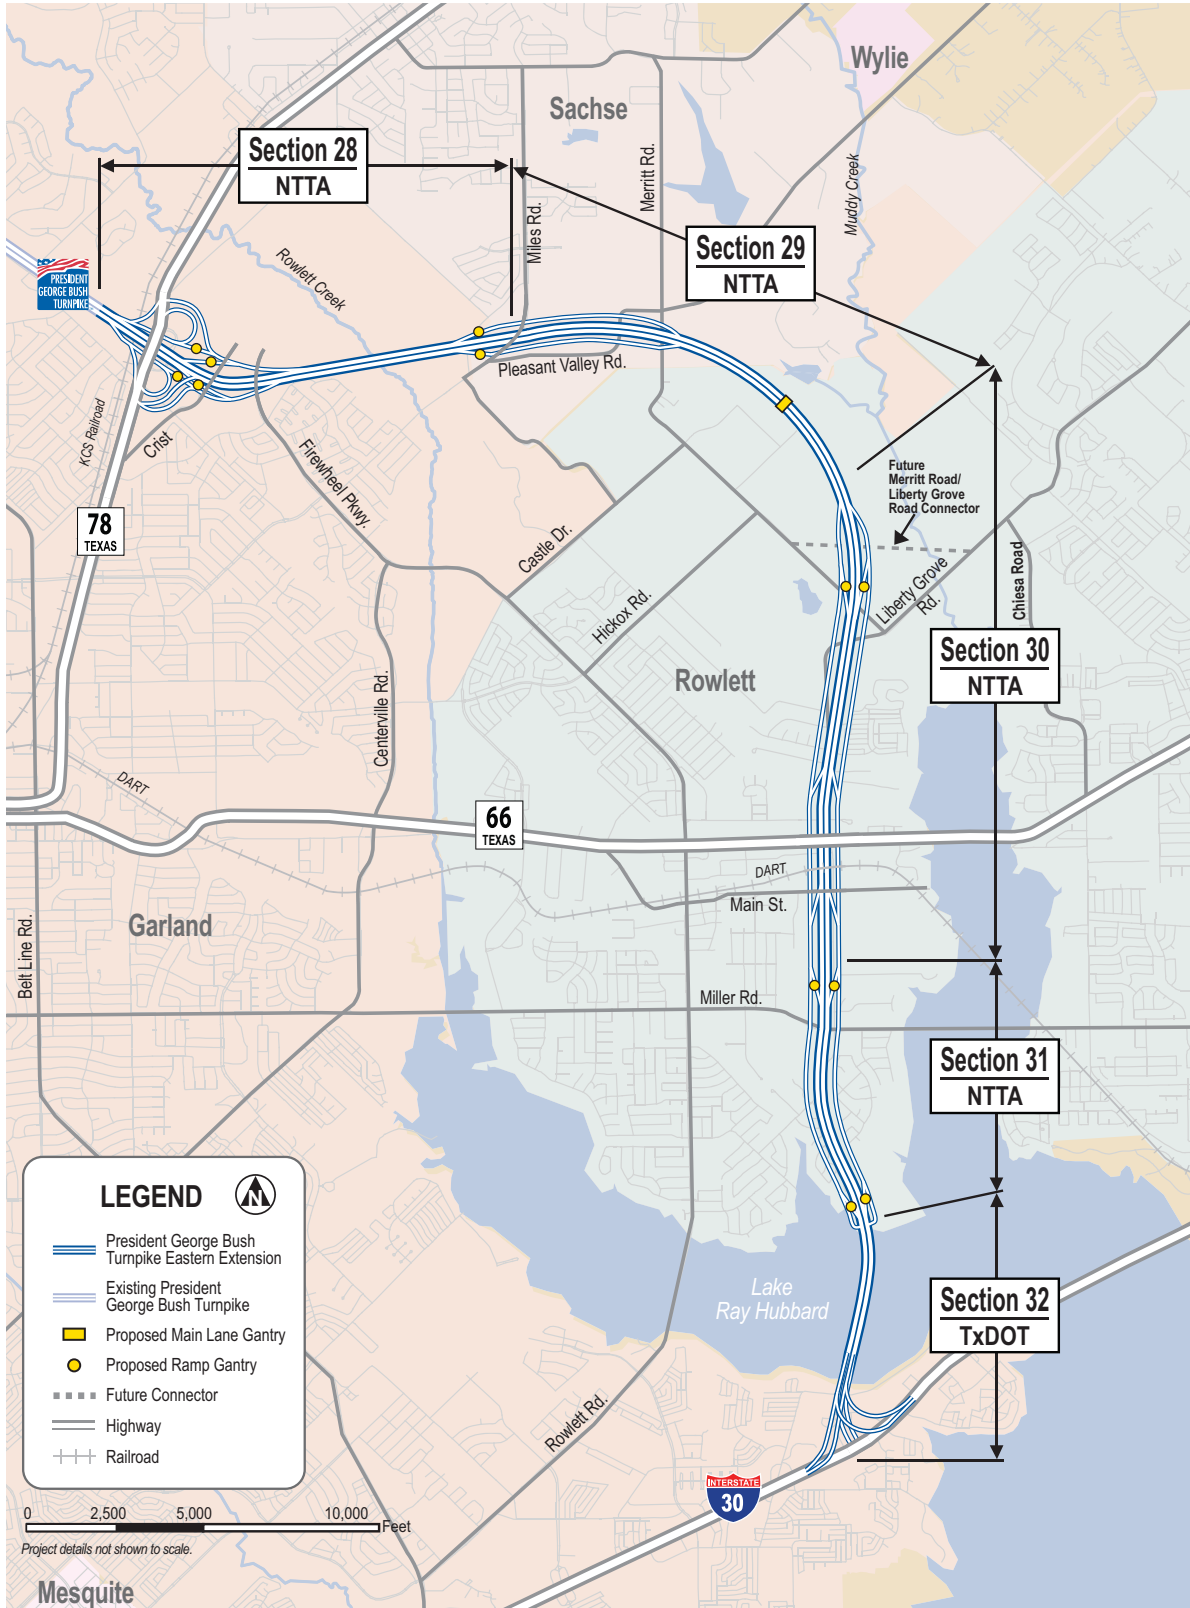 Wylie
Sachse
Section 28
NTTA
Merritt Rd.
Muddy Creek
Miles Rd.
Section 29
NTTA
Rowlett Creek
PRESIDENT
GEORGE BUSH
TURNPIKE
Pleasant Valley Rd.
KCS Railroad
Crist
Firewheel Pkwy.
Future
Merritt Road/
Liberty Grove
Road Connector
78
TEXAS
Castle Dr.
Chiesa Road
Liberty Grove
Rd.
Hickox Rd.
Section 30
NTTA
Rowlett
Centerville Rd.
DART
66
TEXAS
DART
Main St.
Garland
Belt Line Rd.
Miller Rd.
Section 31
NTTA
LEGEND
N
President George Bush
Turnpike Eastern Extension
Existing President
George Bush Turnpike
Proposed Main Lane Gantry
Proposed Ramp Gantry
Future Connector
Highway
Railroad
Lake
Ray Hubbard
Section 32
TxDOT
Rowlett Rd.
INTERSTATE
30
0 2,500 5,000 10,000
Feet
Project details not shown to scale.
Mesquite